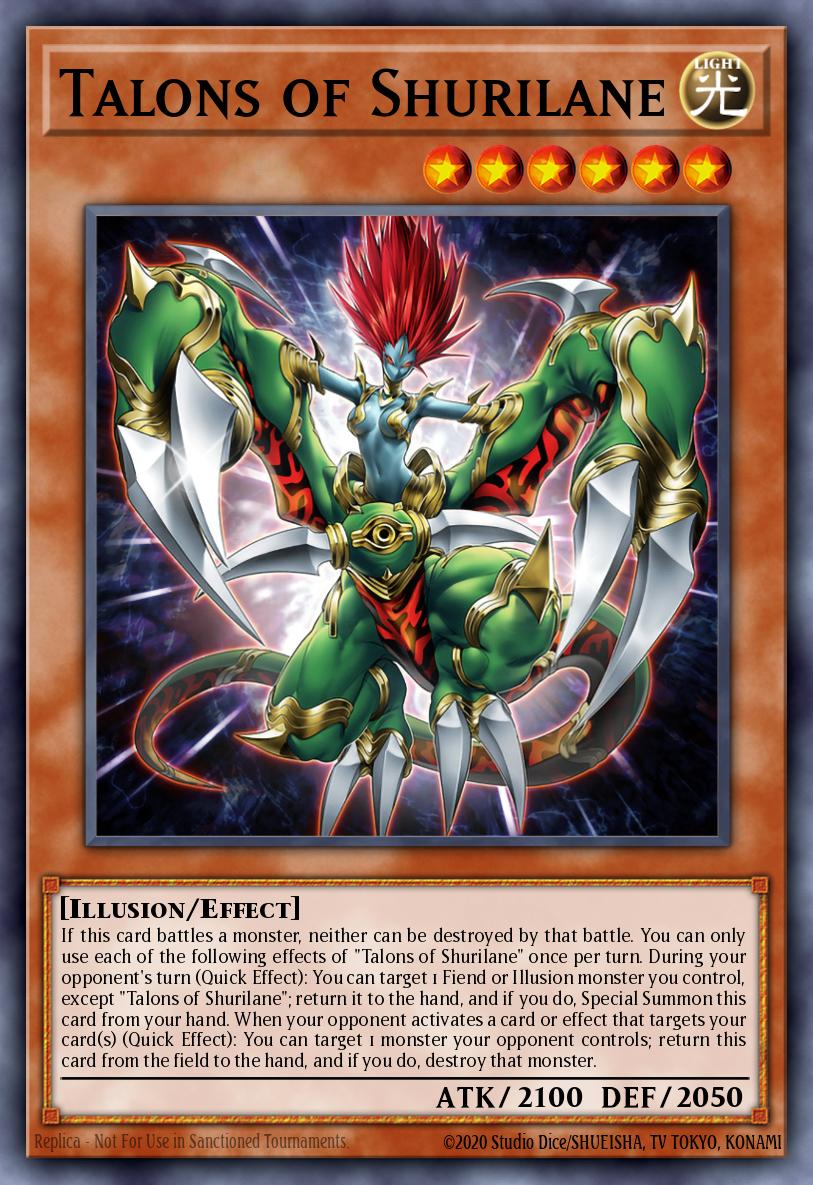 Talons of Shurilane
LIGHT
光
[Illusion/Effect]
If this card battles a monster, neither can be destroyed by that battle. You can only
use each of the following effects of "Talons of Shurilane" once per turn. During your
opponent's turn (Quick Effect): You can target 1 Fiend or Illusion monster you control,
except "Talons of Shurilane"; return it to the hand, and if you do, Special Summon this
card from your hand. When your opponent activates a card or effect that targets your
card(s) (Quick Effect): You can target 1 monster your opponent controls; return this
card from the field to the hand, and if you do, destroy that monster.
ATK/2100 DEF/2050
Replica - Not For Use in Sanctioned Tournaments.
©2020 Studio Dice/SHUEISHA, TV TOKYO, KONAMI